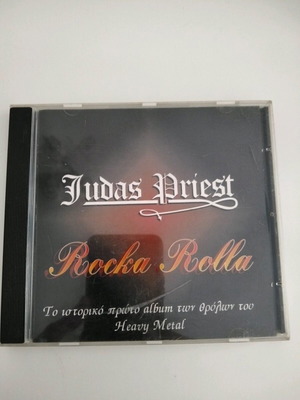 Judas Priest
Rocka Rolla
Το ιστορικό πρώτο album των θρύλων του
Heavy Metal